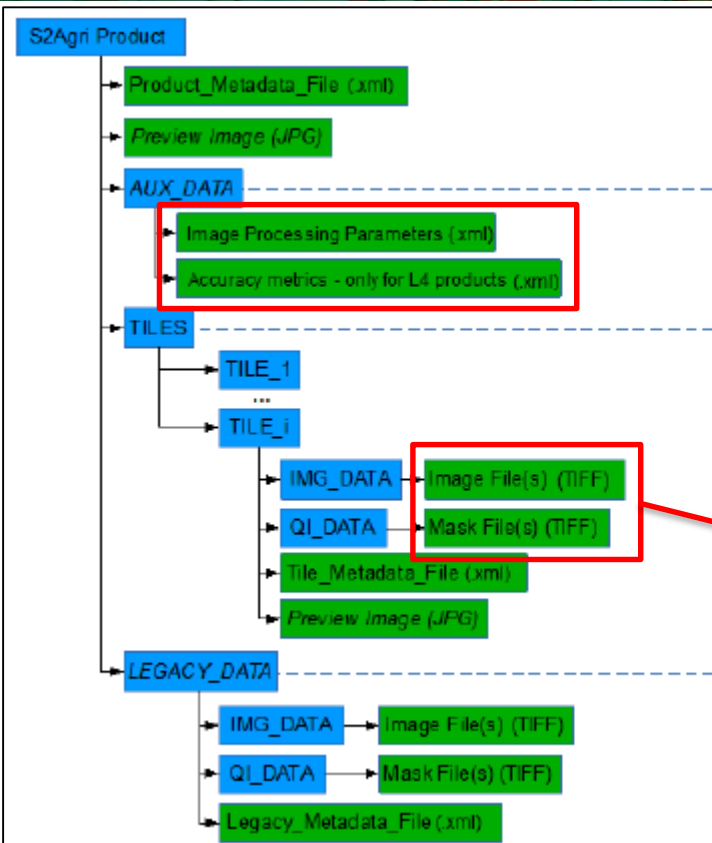 S2Agri Product
Product_Metadata_File (.xml)
Preview Image (JPG)
AUX_DATA
Image Processing Parameters (.xml)
Accuracy metrics - only for L4 products (.xml)
TILES
TILE_1
...
TILE_i
IMG_DATA
Image File(s) (TIFF)
QI_DATA
Mask File(s) (TIFF)
Tile_Metadata_File (.xml)
Preview Image (JPG)
LEGACY_DATA
IMG_DATA
Image File(s) (TIFF)
QI_DATA
Mask File(s) (TIFF)
Legacy_Metadata_File (.xml)